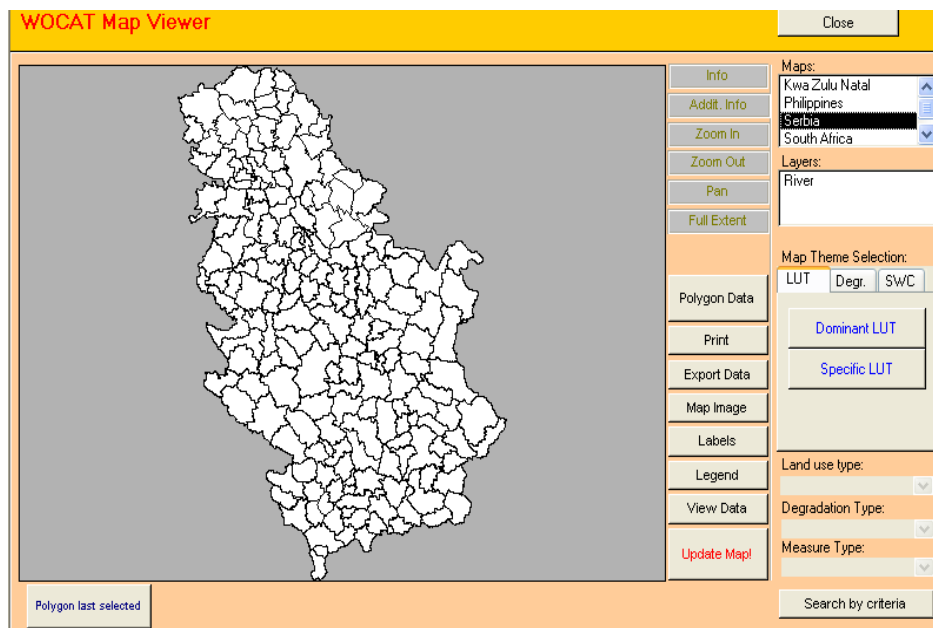 WOCAT Map Viewer
Close
Info
Addit. Info
Zoom In
Zoom Out
Pan
Full Extent
Polygon Data
Print
Export Data
Map Image
Labels
Legend
View Data
Update Map!
Maps:
Kwa Zulu Natal
Philippines
Serbia
South Africa
Layers:
River
Map Theme Selection:
LUT Degr. SWC
Dominant LUT
Specific LUT
Land use type:
Degradation Type:
Measure Type:
Search by criteria
Polygon last selected